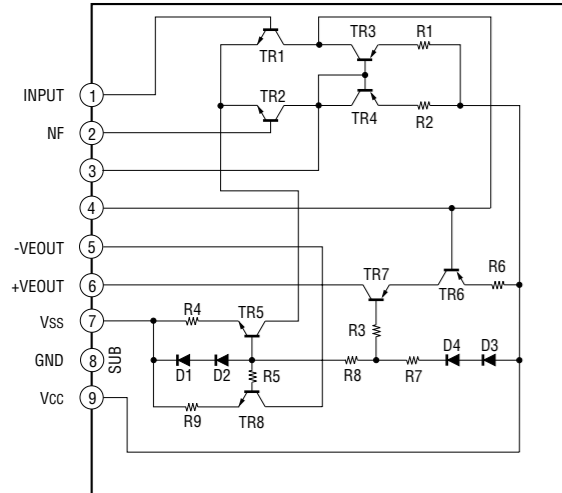 TR3 R1
TR1
INPUT 1
TR2
TR4 R2
NF 2
3
4
-VEOUT 5
TR7 R6
+VEOUT 6
TR6
R4 TR5
Vss 7
R3
D4 D3
GND 8 SUB
D1 D2 R5 R8 R7
Vcc 9
R9 TR8